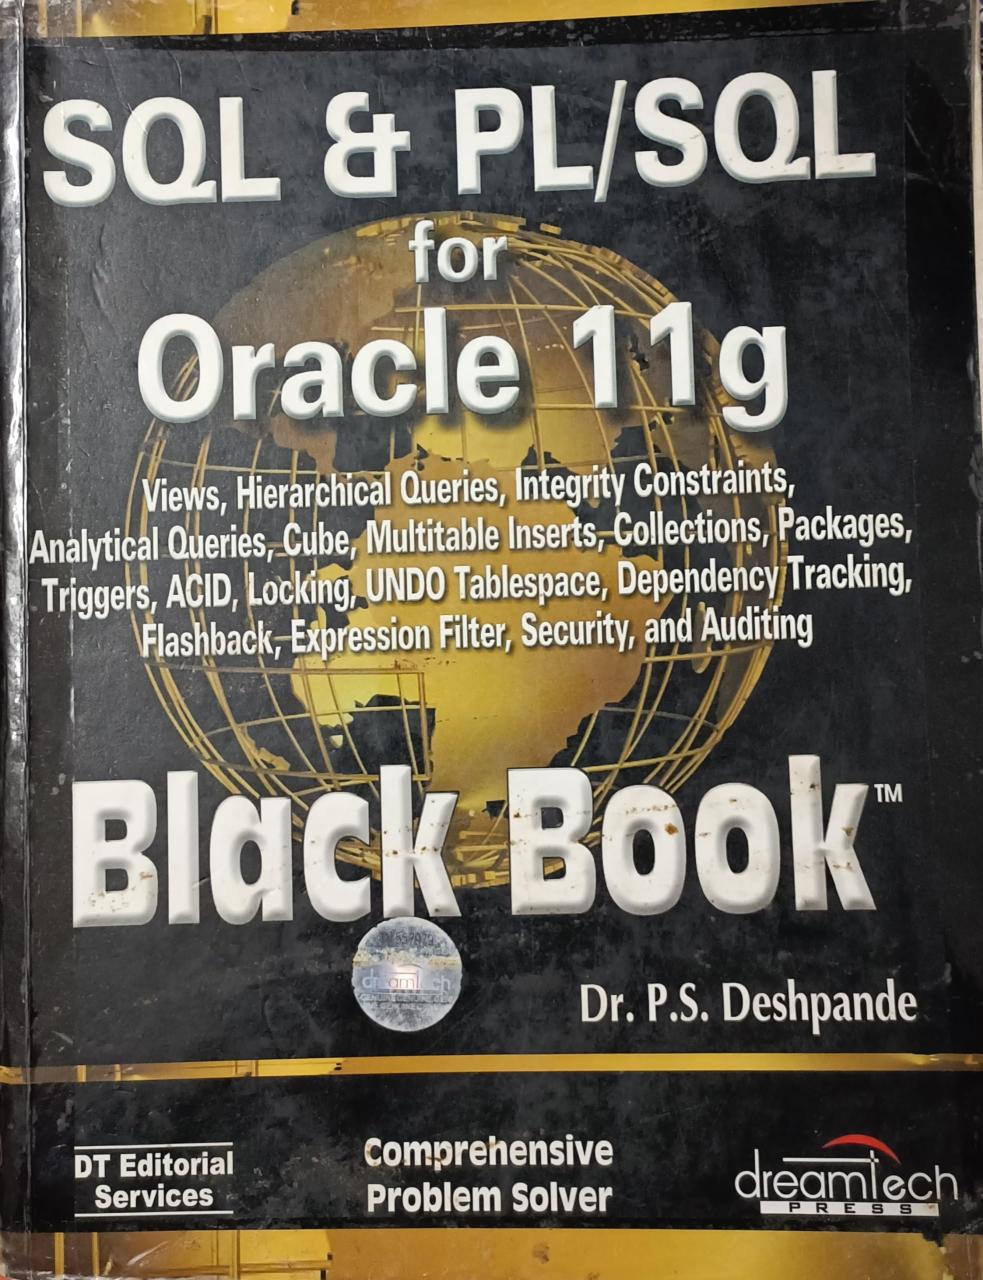 SQL & PL/SQL
for
Oracle 11g
Views, Hierarchical Queries, Integrity Constraints,
Analytical Queries, Cube, Multitable Inserts, Collections, Packages,
Triggers, ACID, Locking, UNDO Tablespace, Dependency Tracking,
Flashback, Expression Filter, Security, and Auditing
Black Book™
dreamtech
Dr. P.S. Deshpande
DT Editorial
Services
Comprehensive
Problem Solver
dreamtech
PRESS